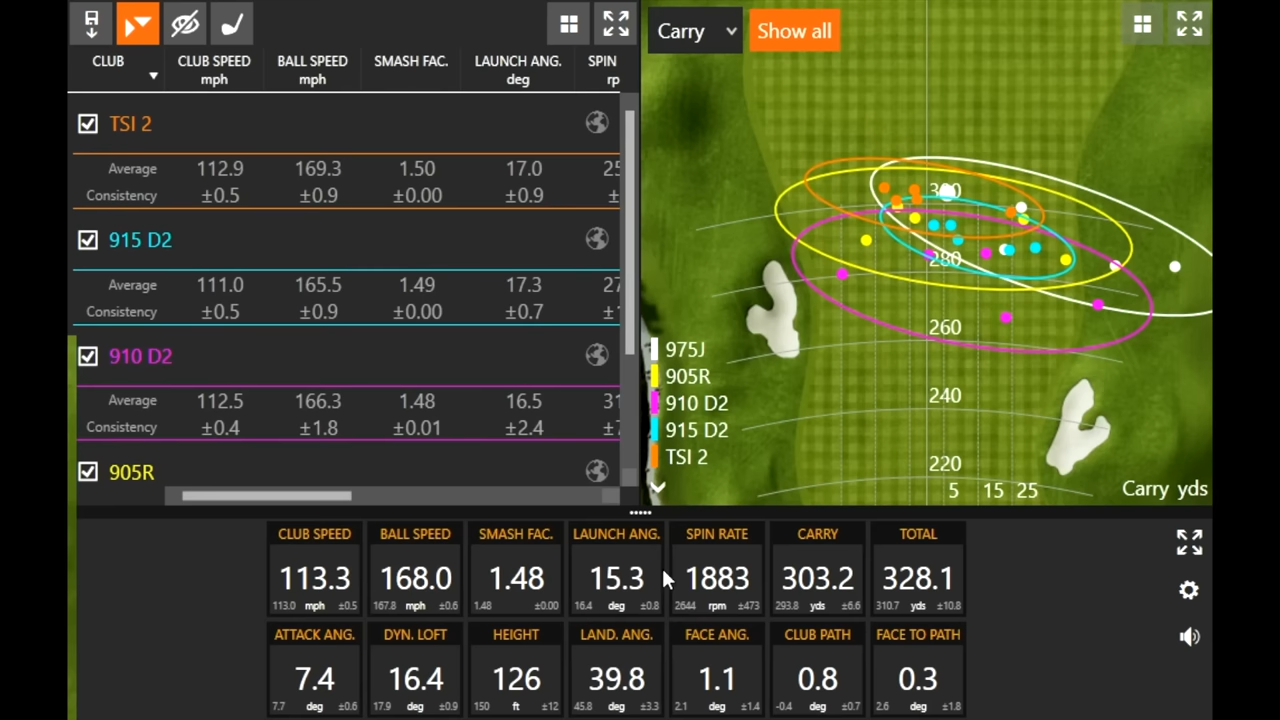 Carry
Show all
CLUB
CLUB SPEED
mph
BALL SPEED
mph
SMASH FAC.
LAUNCH ANG.
deg
SPIN
TSI 2
Average 112.9 169.3 1.50 17.0
Consistency ±0.5 ±0.9 ±0.00 ±0.9
915 D2
Average 111.0 165.5 1.49 17.3
Consistency ±0.5 ±0.9 ±0.00 ±0.7
910 D2
Average 112.5 166.3 1.48 16.5
Consistency ±0.4 ±1.8 ±0.01 ±2.4
905R
300
280
260
240
220
5 15 25
Carry yds
975J
905R
910 D2
915 D2
TSI 2
CLUB SPEED BALL SPEED SMASH FAC. LAUNCH ANG. SPIN RATE CARRY TOTAL
113.3 168.0 1.48 15.3 1883 303.2 328.1
113.0 mph ±0.5 167.8 mph ±0.6 1.48 ±0.00 16.4 deg ±0.8 2644 rpm ±473 293.8 yds ±6.6 310.7 yds ±10.8
ATTACK ANG. DYN. LOFT HEIGHT LAND. ANG. FACE ANG. CLUB PATH FACE TO PATH
7.4 16.4 126 39.8 1.1 0.8 0.3
7.7 deg ±0.6 17.9 deg ±0.9 150 ft ±12 45.8 deg ±3.3 2.1 deg ±1.4 -0.4 deg ±0.7 2.6 deg ±1.8